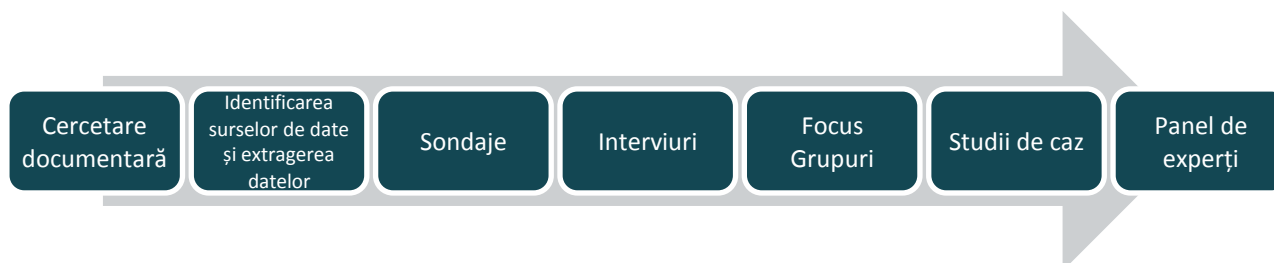 Cercetare
documentară
Identificarea
surselor de date
și extragerea
datelor
Sondaje
Interviuri
Focus
Grupuri
Studii de caz
Panel de
experți